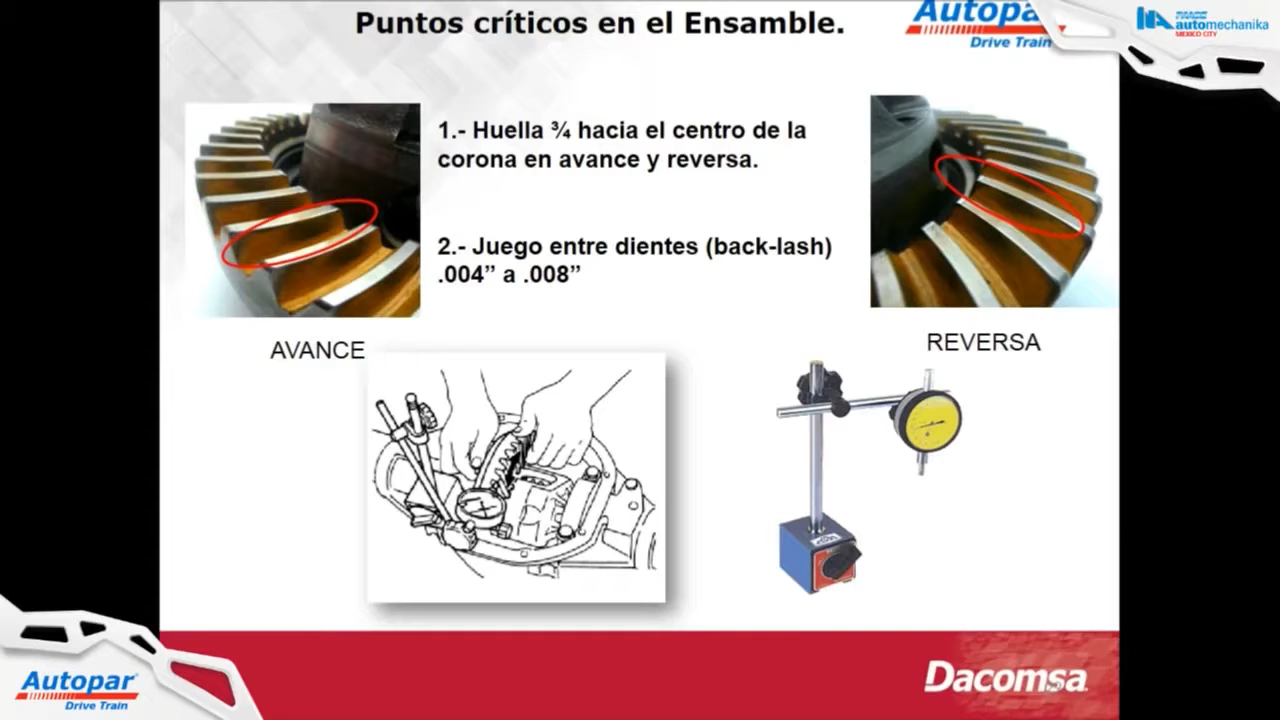 Puntos críticos en el Ensamble.
Autopa
Drive Train
automechanika
MEXICO CITY
1.- Huella ¾ hacia el centro de la
corona en avance y reversa.
2.- Juego entre dientes (back-lash)
.004” a .008”
AVANCE
REVERSA
Autopar
Drive Train
Dacomsa